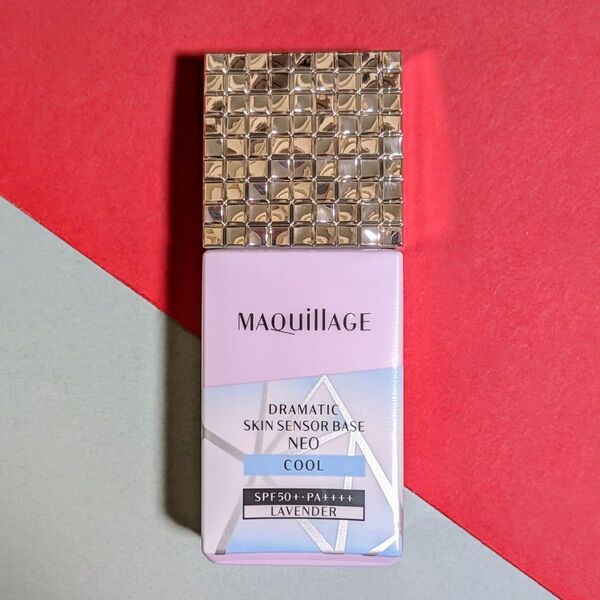 MAQuillAGE
DRAMATIC
SKIN SENSOR BASE
NEO
COOL
SPF50+・PA++++
LAVENDER